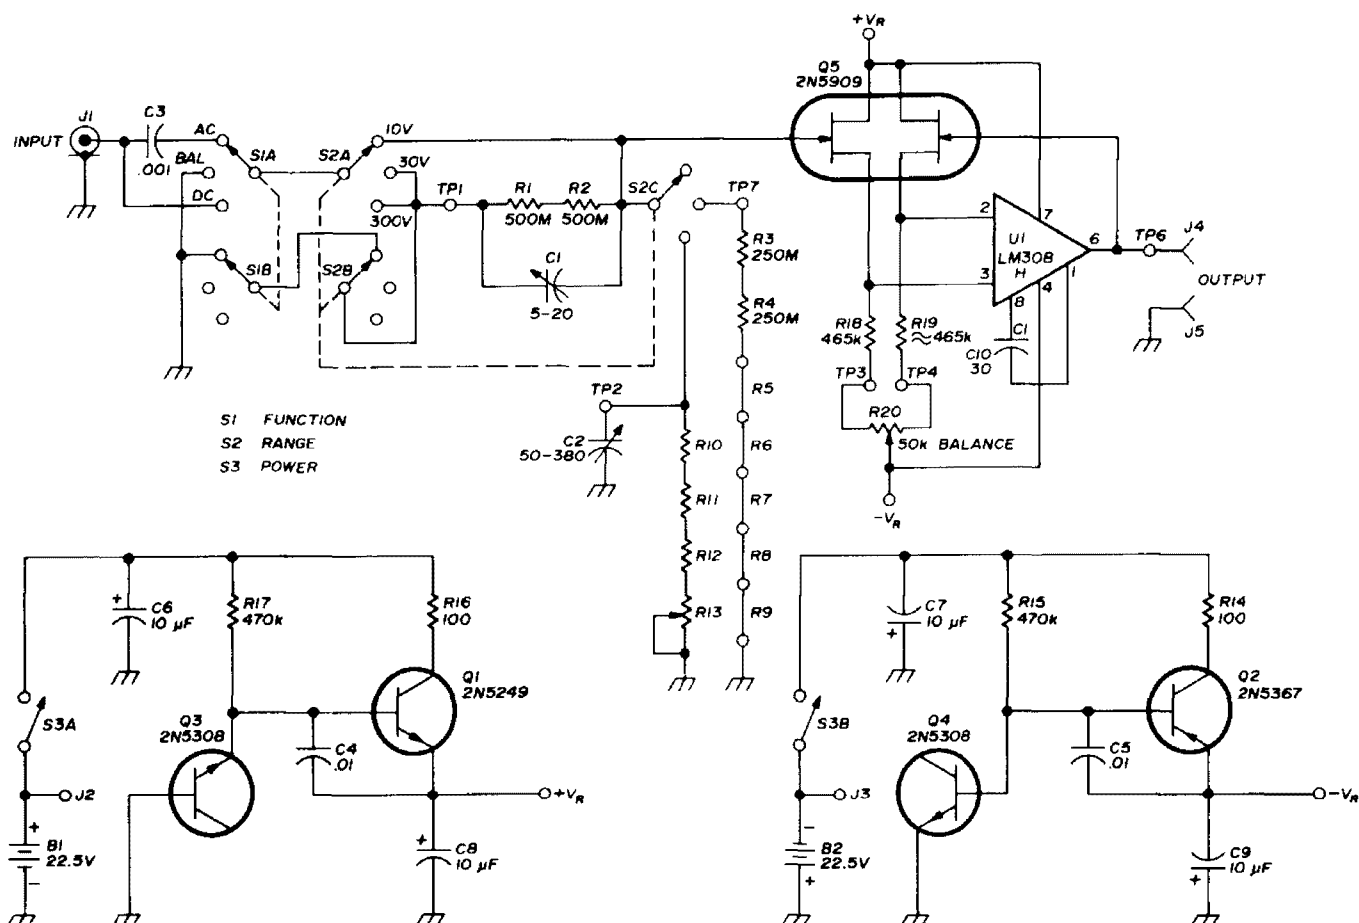 +VR
Q5
2N5909
J1
INPUT
C3
.001
AC
BAL
DC
S1A
S1B
S2A
S2B
10V
30V
300V
TP1
R1
500M
R2
500M
S2C
TP7
C1
5-20
R3
250M
R4
250M
R5
R6
R7
R8
R9
TP2
C2
50-380
R10
R11
R12
R13
2
3
U1
LM308
H
7
6
1
8
4
TP6
J4
OUTPUT
J5
R18
465k
R19
≈465k
C1
C10
30
TP3
TP4
R20
50k BALANCE
-VR
S1 FUNCTION
S2 RANGE
S3 POWER
+
C6
10 µF
R17
470k
R16
100
Q1
2N5249
Q3
2N5308
C4
.01
S3A
J2
+
B1
22.5V
-
+VR
+
C8
10 µF
C7
10 µF
+
R15
470k
R14
100
Q2
2N5367
Q4
2N5308
C5
.01
S3B
J3
-
B2
22.5V
+
-VR
C9
10 µF
+